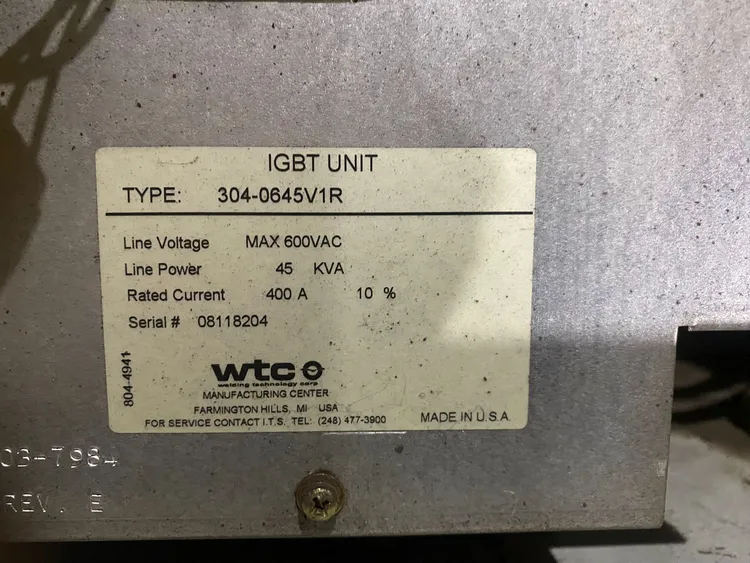 IGBT UNIT
TYPE: 304-0645V1R
Line Voltage MAX 600VAC
Line Power 45 KVA
Rated Current 400 A 10 %
Serial # 08118204
804-4941
wtc
welding technology corp
MANUFACTURING CENTER
FARMINGTON HILLS, MI USA
FOR SERVICE CONTACT I.T.S. TEL: (248) 477-3900
MADE IN U.S.A
03-7984
REV. E